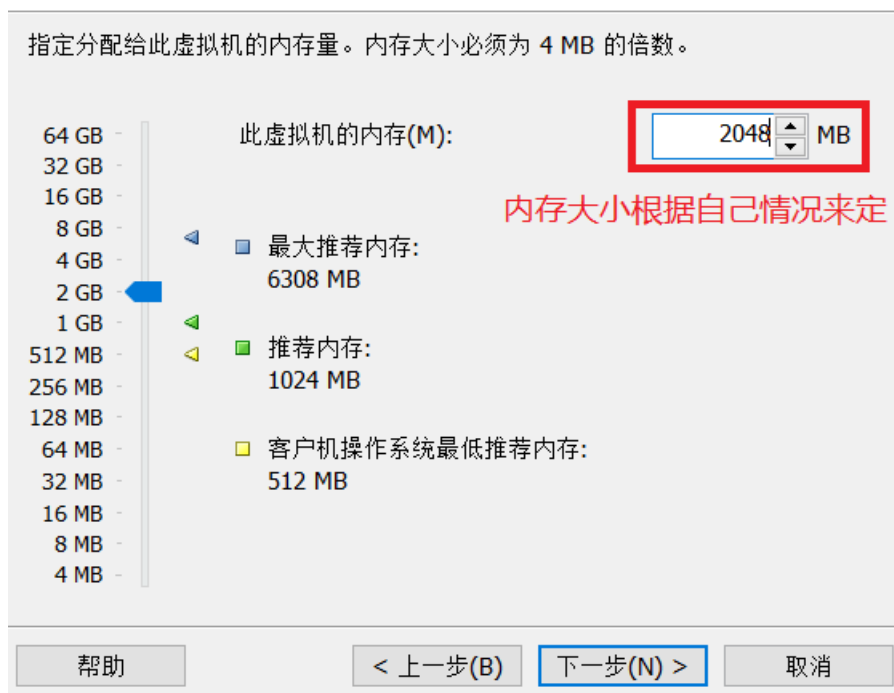 指定分配给此虚拟机的内存量。内存大小必须为 4 MB 的倍数。
64 GB
32 GB
16 GB
8 GB
4 GB
2 GB
1 GB
512 MB
256 MB
128 MB
64 MB
32 MB
16 MB
8 MB
4 MB
此虚拟机的内存(M):
2048 MB
内存大小根据自己情况来定
最大推荐内存:
6308 MB
推荐内存:
1024 MB
客户机操作系统最低推荐内存:
512 MB
帮助
< 上一步(B)
下一步(N) >
取消